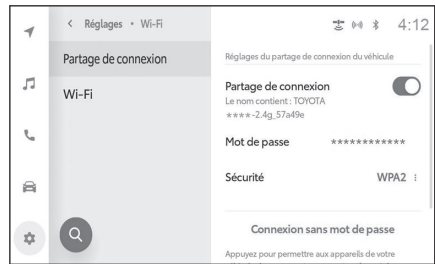 < Réglages • Wi-Fi
4:12
Partage de connexion
Wi-Fi
Réglages du partage de connexion du véhicule
Partage de connexion
Le nom contient : TOYOTA
****-2.4g_57a49e
Mot de passe ************
Sécurité WPA2
Connexion sans mot de passe
Appuyez pour permettre aux appareils de votre